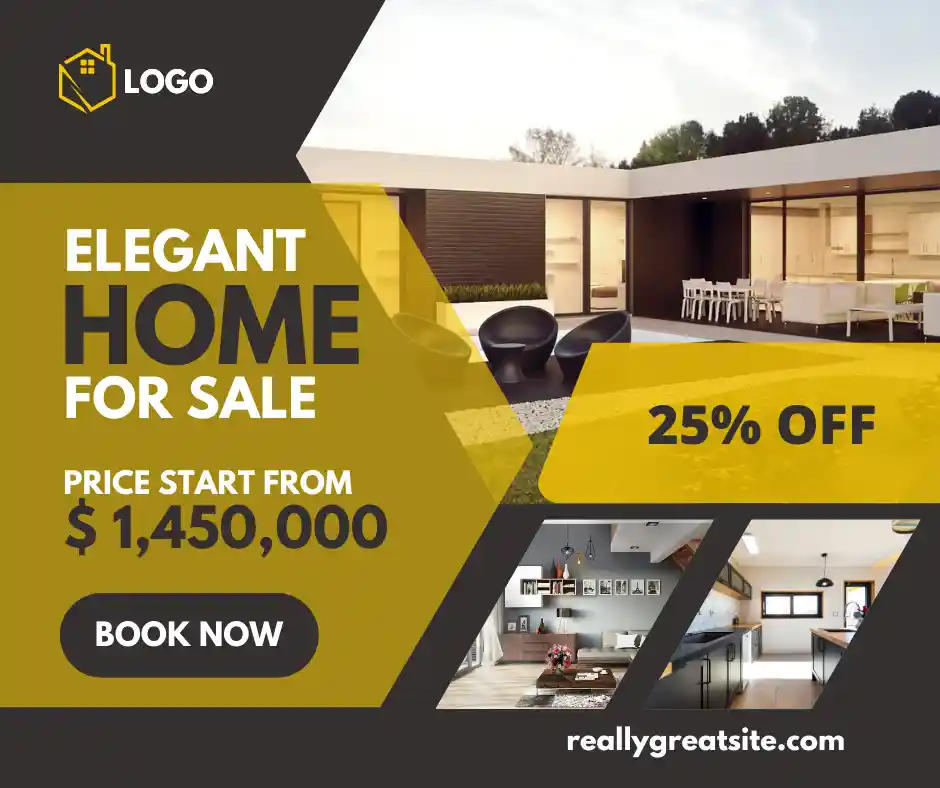 LOGO
ELEGANT
HOME
FOR SALE
PRICE START FROM
$ 1,450,000
BOOK NOW
25% OFF
reallygreatsite.com